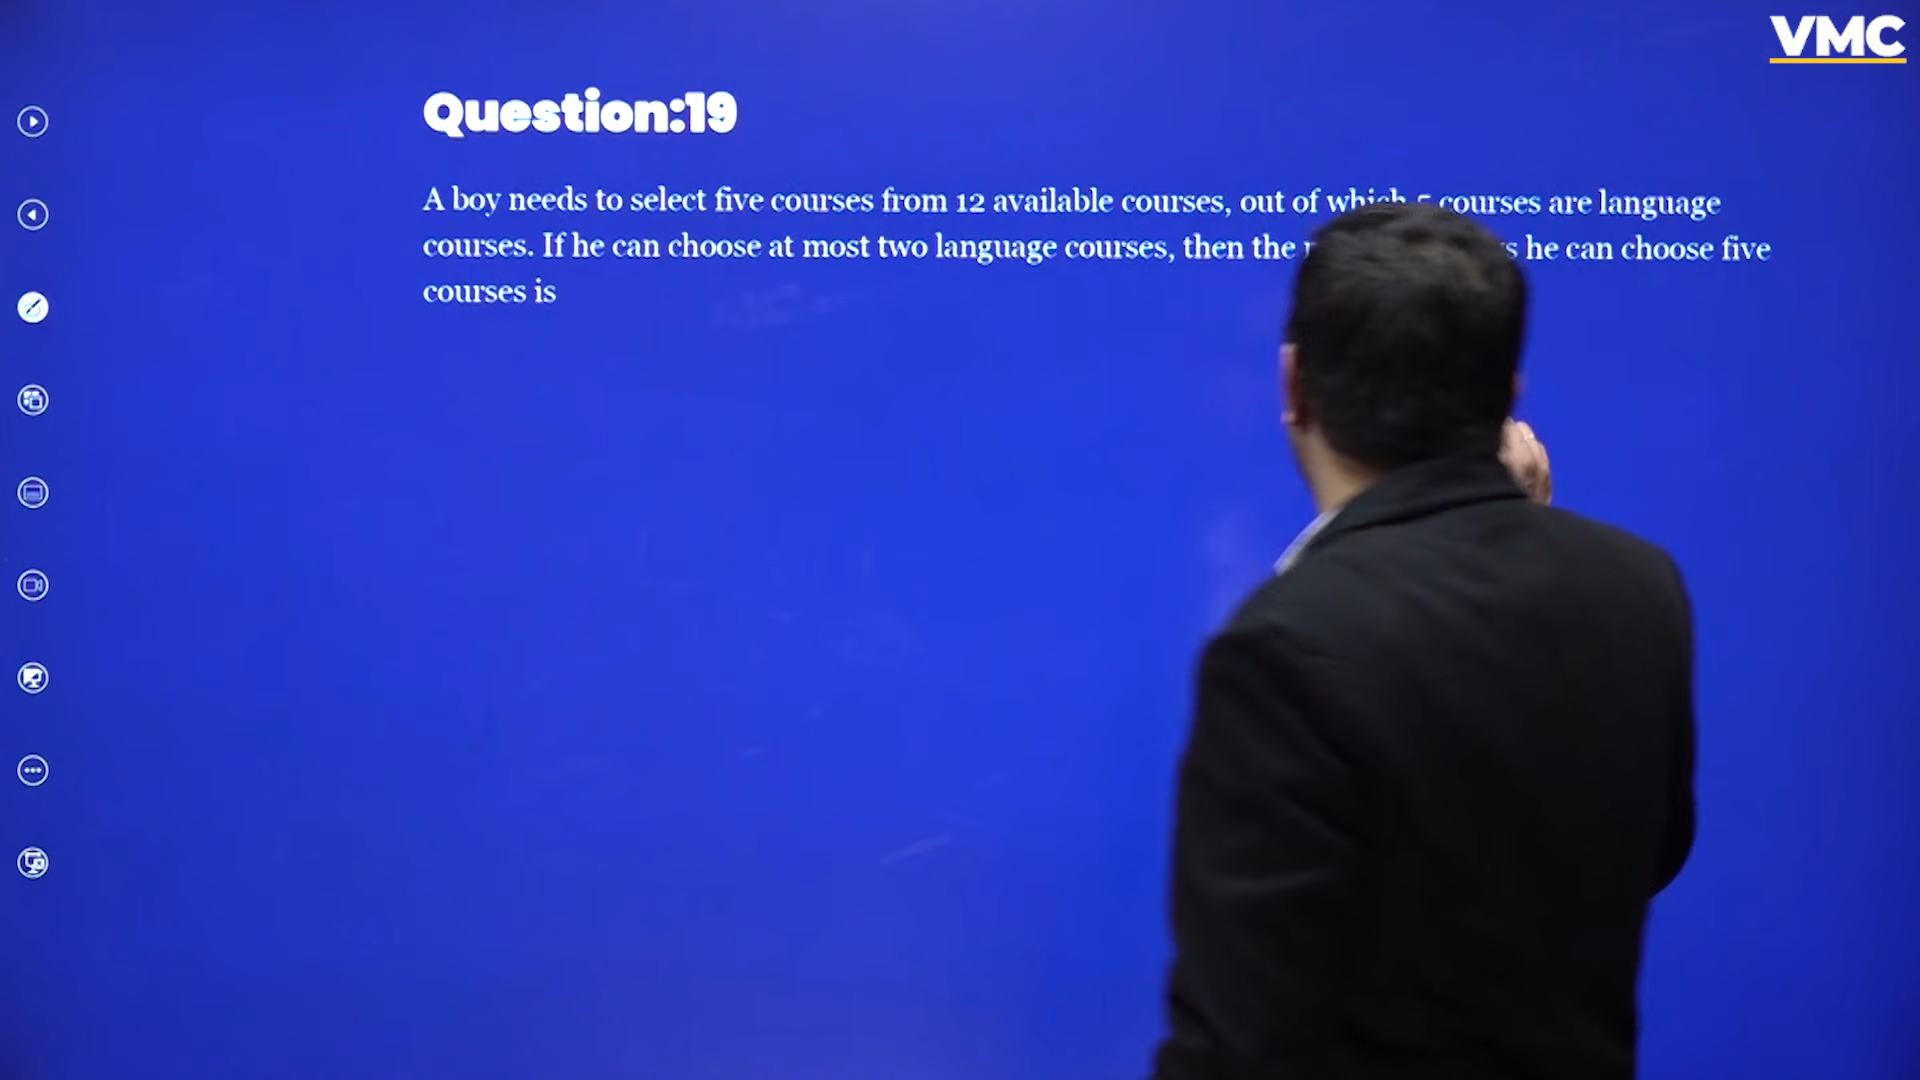 VMC
Question:19
A boy needs to select five courses from 12 available courses, out of which 5 courses are language
courses. If he can choose at most two language courses, then the he can choose five
courses is